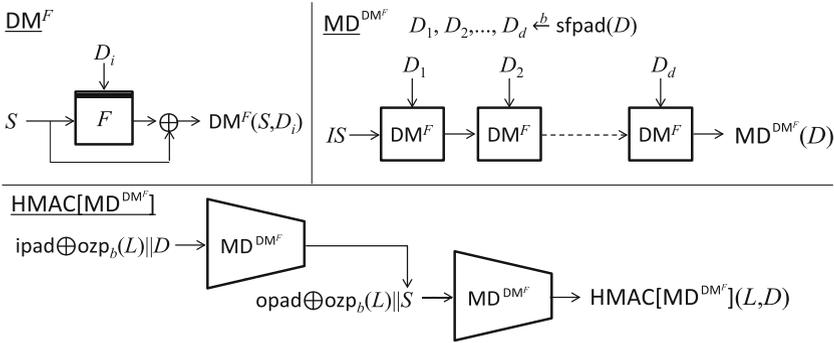 DM^F
D_i
S F ⊕ DM^F(S,D_i)
MD^{DM^F} D_1, D_2,..., D_d ←^b sfpad(D)
D_1 D_2 D_d
IS DM^F DM^F DM^F MD^{DM^F}(D)
HMAC[MD^{DM^F}]
ipad⊕ozp_b(L)||D MD^{DM^F}
opad⊕ozp_b(L)||S MD^{DM^F} HMAC[MD^{DM^F}](L,D)